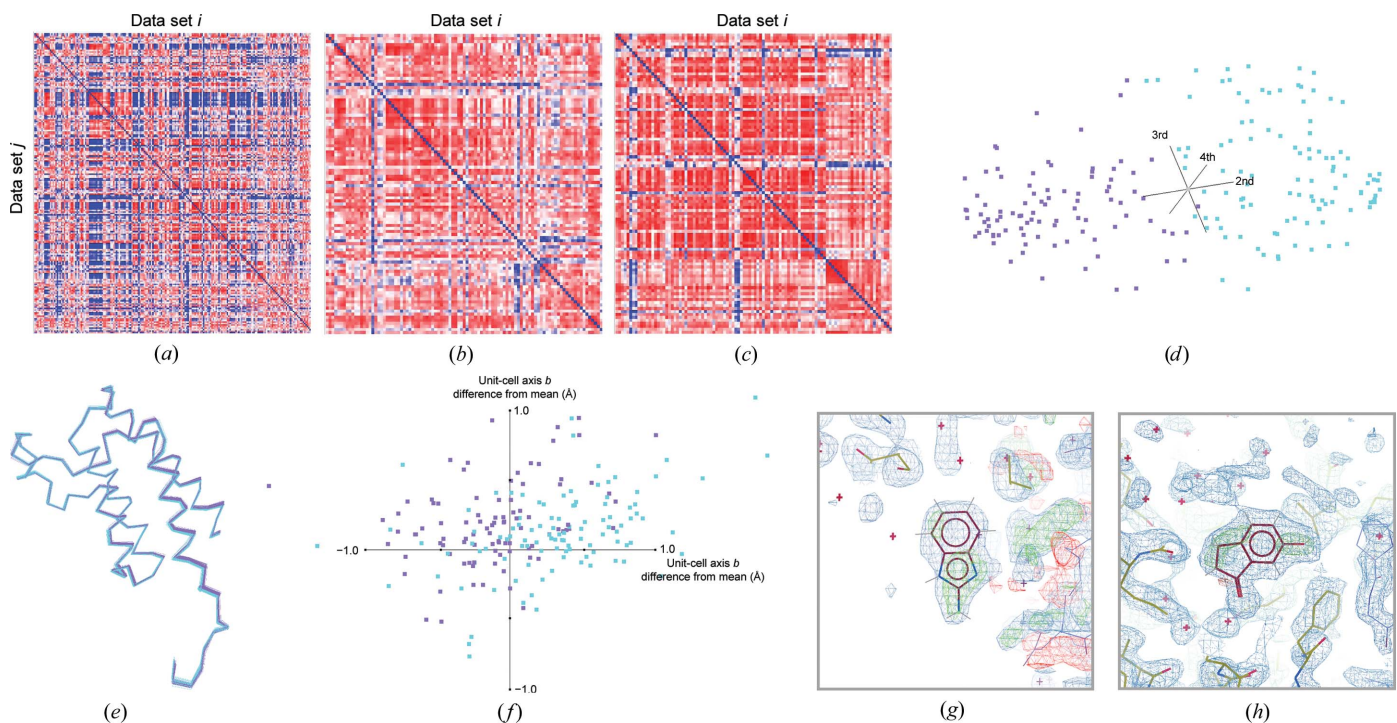 Data set i
Data set i
Data set i
Data set j
3rd
4th
2nd
(a)
(b)
(c)
(d)
Unit-cell axis b
difference from mean (Å)
1.0
−1.0
1.0
Unit-cell axis b
difference from mean (Å)
−1.0
(e)
(f)
(g)
(h)